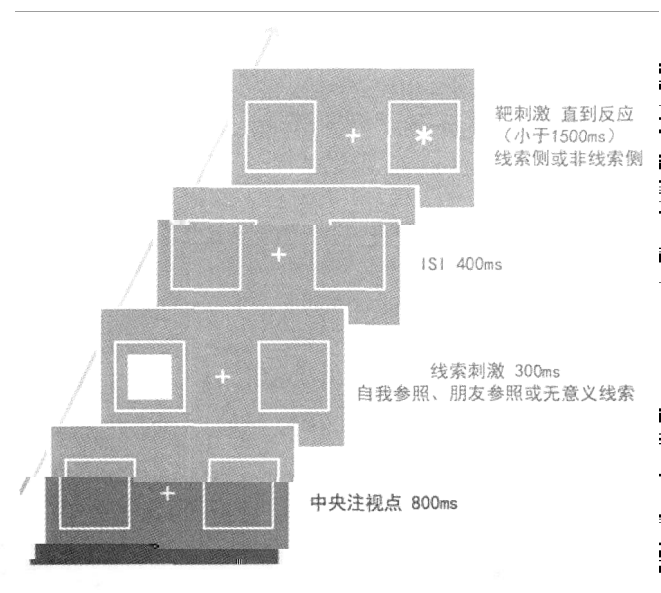 靶刺激 直到反应
（小于1500ms）
线索侧或非线索侧
ISI 400ms
线索刺激 300ms
自我参照、朋友参照或无意义线索
中央注视点 800ms